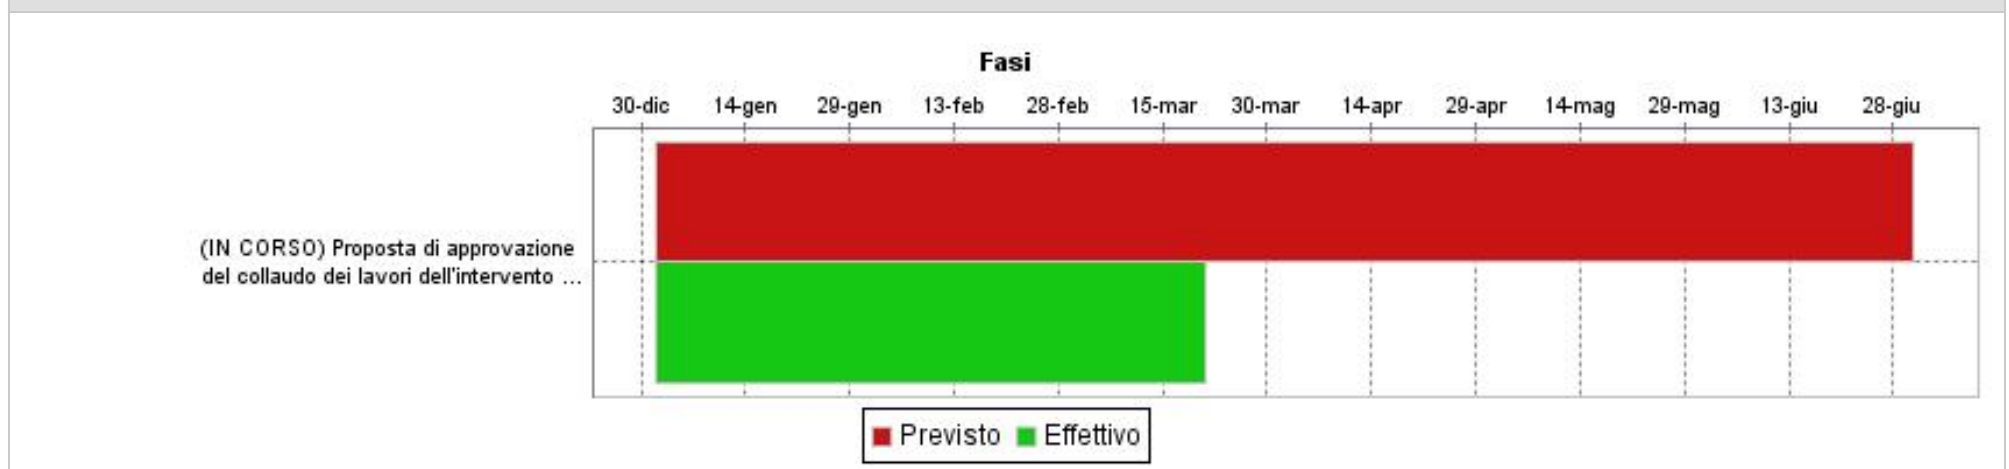 Fasi
30-dic 14-gen 29-gen 13-feb 28-feb 15-mar 30-mar 14-apr 29-apr 14-mag 29-mag 13-giu 28-giu
(IN CORSO) Proposta di approvazione
del collaudo dei lavori dell'intervento ...
Previsto Effettivo